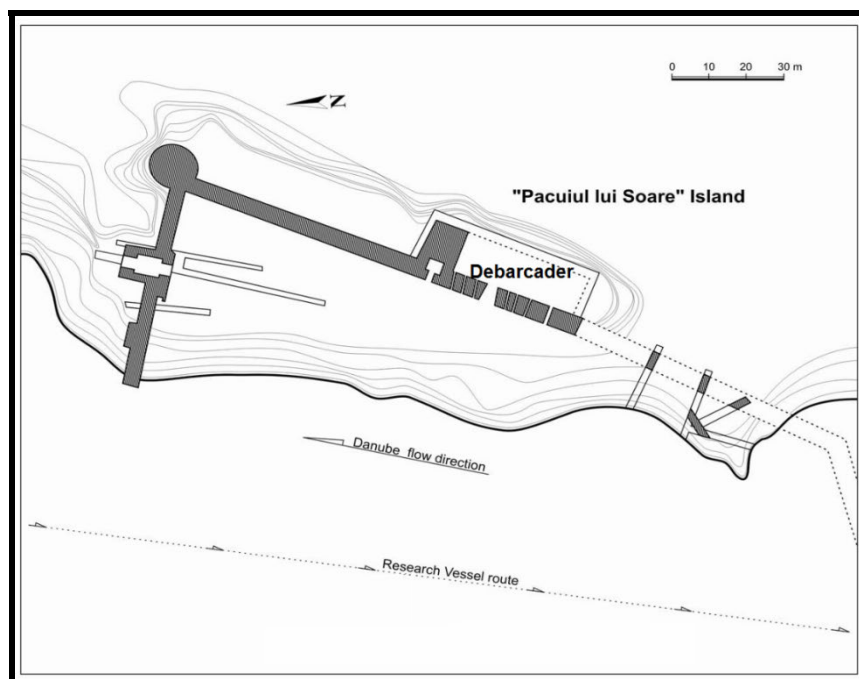 0 10 20 30 m
N
"Pacuiul lui Soare" Island
Debarcader
Danube flow direction
Research Vessel route